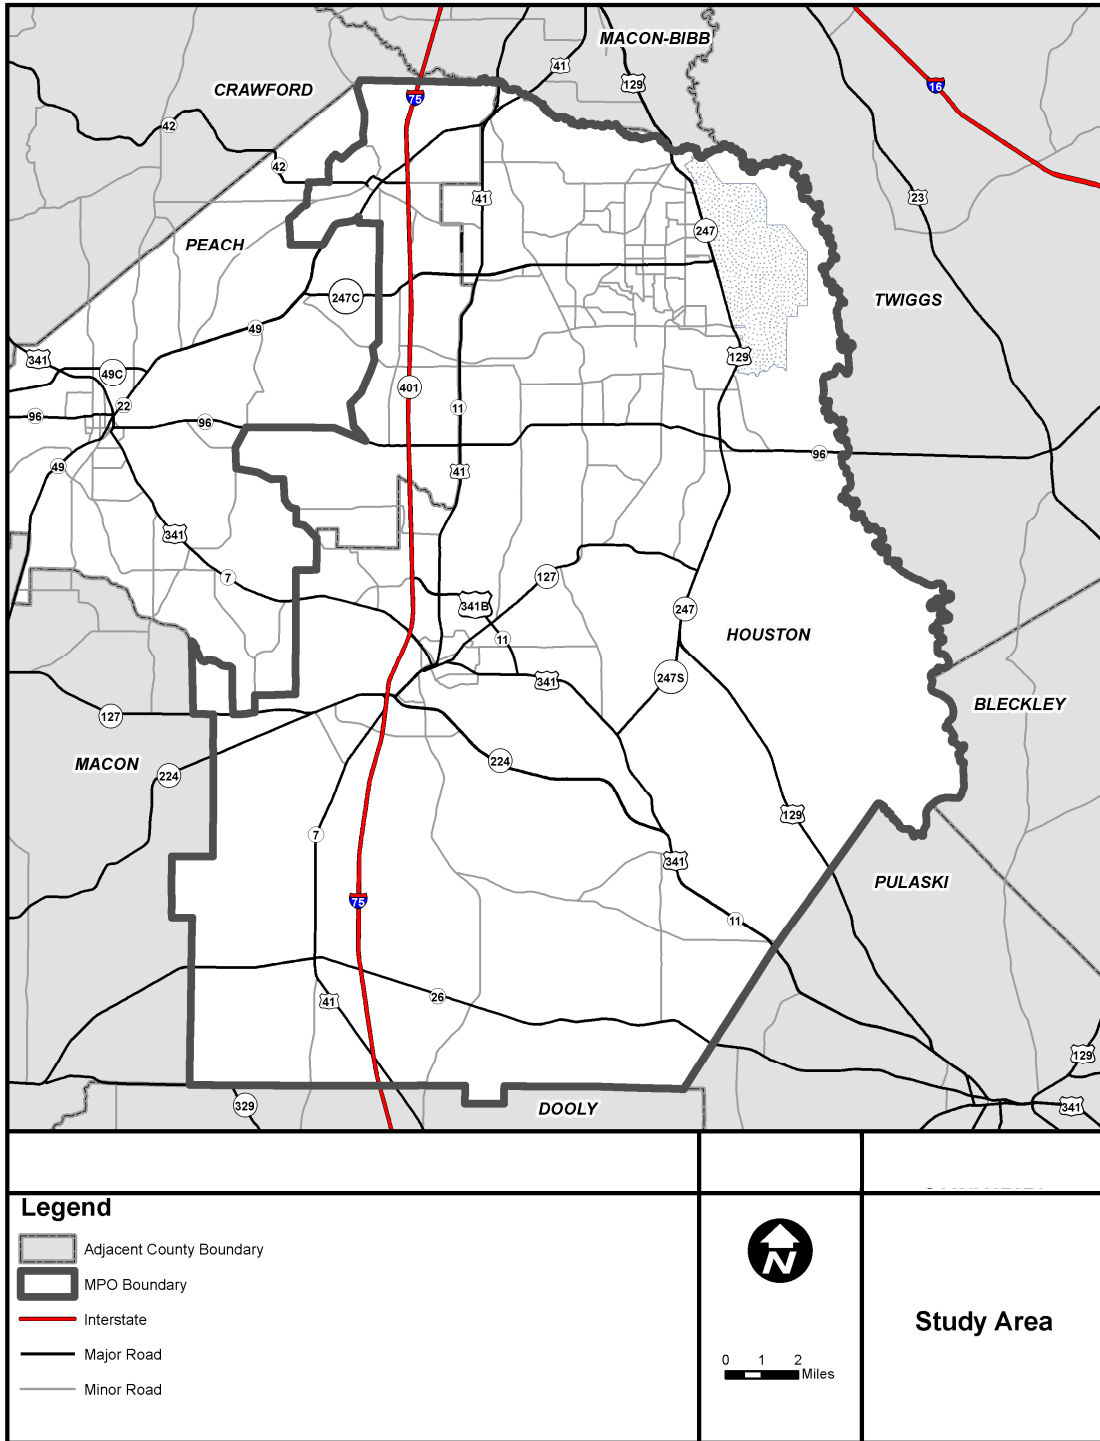 MACON-BIBB
41
129
16
CRAWFORD
75
42
42
23
41
247
PEACH
247C
TWIGGS
49
341
129
49C
401
22
11
96
96
96
49
41
341
7
127
341B
247
11
HOUSTON
247S
341
BLECKLEY
127
MACON
224
224
129
7
341
PULASKI
75
11
26
41
129
329
DOOLY
341
Legend
Adjacent County Boundary
MPO Boundary
Interstate
Major Road
Minor Road
N
0 1 2
Miles
Study Area